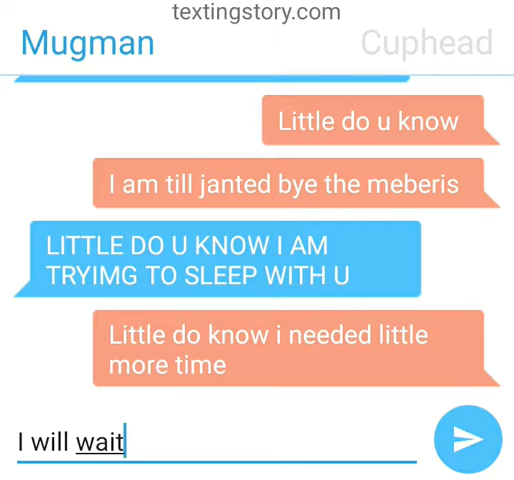 textingstory.com
Mugman
Cuphead
Little do u know
I am till janted bye the meberis
LITTLE DO U KNOW I AM
TRYIMG TO SLEEP WITH U
Little do know i needed little
more time
I will wait